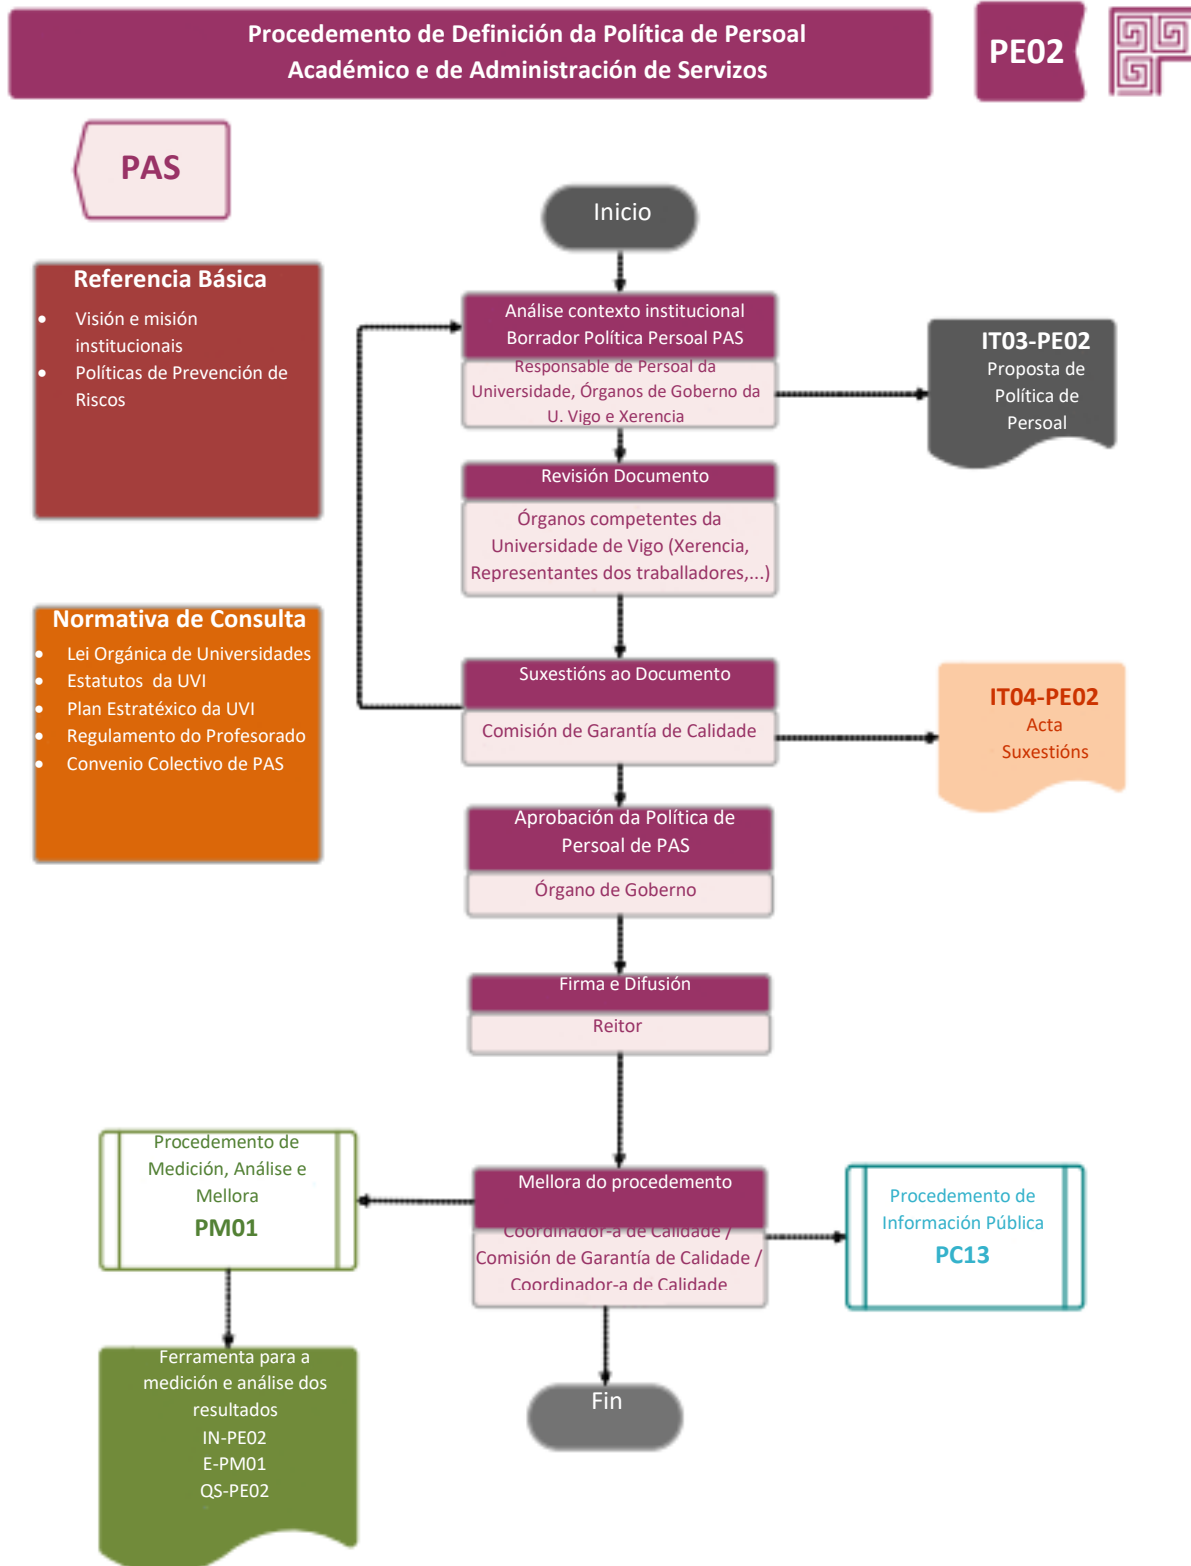 Procedemento de Definición da Política de Persoal
Académico e de Administración de Servizos
PE02
PAS
Inicio
Referencia Básica
• Visión e misión
institucionais
• Políticas de Prevención de
Riscos
Análise contexto institucional
Borrador Política Persoal PAS
Responsable de Persoal da
Universidade, Órganos de Goberno da
U. Vigo e Xerencia
IT03-PE02
Proposta de
Política de
Persoal
Revisión Documento
Órganos competentes da
Universidade de Vigo (Xerencia,
Representantes dos traballadores,...)
Normativa de Consulta
• Lei Orgánica de Universidades
• Estatutos da UVI
• Plan Estratéxico da UVI
• Regulamento do Profesorado
• Convenio Colectivo de PAS
Suxestións ao Documento
Comisión de Garantía de Calidade
IT04-PE02
Acta
Suxestións
Aprobación da Política de
Persoal de PAS
Órgano de Goberno
Firma e Difusión
Reitor
Procedemento de
Medición, Análise e
Mellora
PM01
Mellora do procedemento
Coordinador-a de Calidade /
Comisión de Garantía de Calidade /
Coordinador-a de Calidade
Procedemento de
Información Pública
PC13
Ferramenta para a
medición e análise dos
resultados
IN-PE02
E-PM01
QS-PE02
Fin